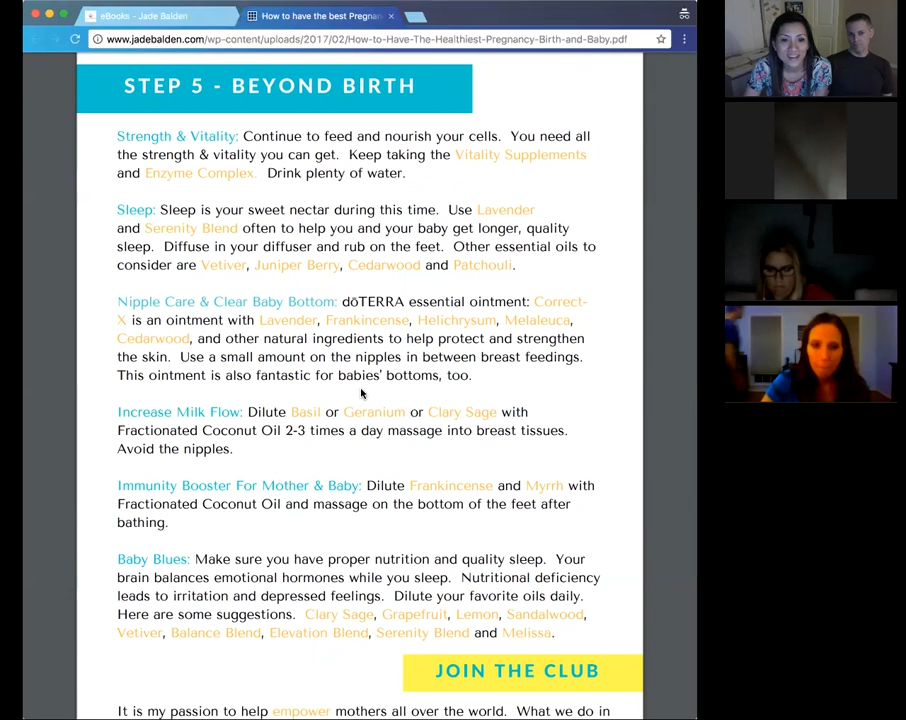 eBooks - Jade Balden
How to have the best Pregnan
www.jadebalden.com/wp-content/uploads/2017/02/How-to-Have-The-Healthiest-Pregnancy-Birth-and-Baby.pdf
STEP 5 - BEYOND BIRTH
Strength & Vitality: Continue to feed and nourish your cells. You need all
the strength & vitality you can get. Keep taking the Vitality Supplements
and Enzyme Complex. Drink plenty of water.
Sleep: Sleep is your sweet nectar during this time. Use Lavender
and Serenity Blend often to help you and your baby get longer, quality
sleep. Diffuse in your diffuser and rub on the feet. Other essential oils to
consider are Vetiver, Juniper Berry, Cedarwood and Patchouli.
Nipple Care & Clear Baby Bottom: dōTERRA essential ointment: Correct-
X is an ointment with Lavender, Frankincense, Helichrysum, Melaleuca,
Cedarwood, and other natural ingredients to help protect and strengthen
the skin. Use a small amount on the nipples in between breast feedings.
This ointment is also fantastic for babies' bottoms, too.
Increase Milk Flow: Dilute Basil or Geranium or Clary Sage with
Fractionated Coconut Oil 2-3 times a day massage into breast tissues.
Avoid the nipples.
Immunity Booster For Mother & Baby: Dilute Frankincense and Myrrh with
Fractionated Coconut Oil and massage on the bottom of the feet after
bathing.
Baby Blues: Make sure you have proper nutrition and quality sleep. Your
brain balances emotional hormones while you sleep. Nutritional deficiency
leads to irritation and depressed feelings. Dilute your favorite oils daily.
Here are some suggestions. Clary Sage, Grapefruit, Lemon, Sandalwood,
Vetiver, Balance Blend, Elevation Blend, Serenity Blend and Melissa.
JOIN THE CLUB
It is my passion to help empower mothers all over the world. What we do in